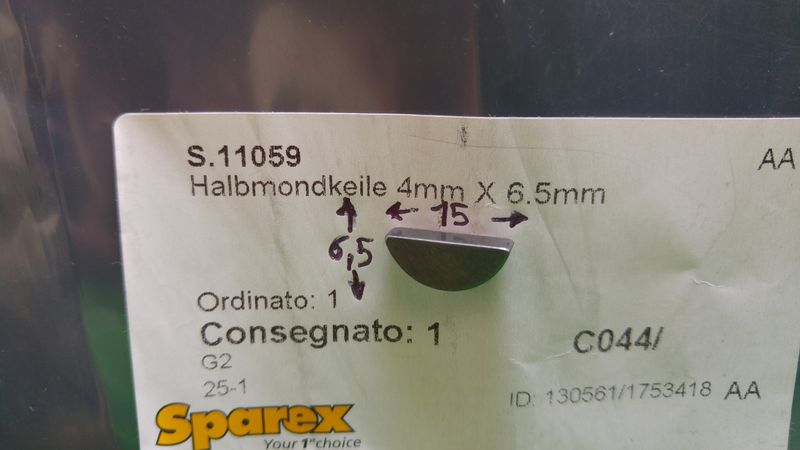 S.11059
AA
Halbmondkeile 4mm X 6.5mm
15
6,5
Ordinato: 1
Consegnato: 1
C044/
G2
25-1
ID: 130561/1753418 AA
Sparex
Your 1st choice